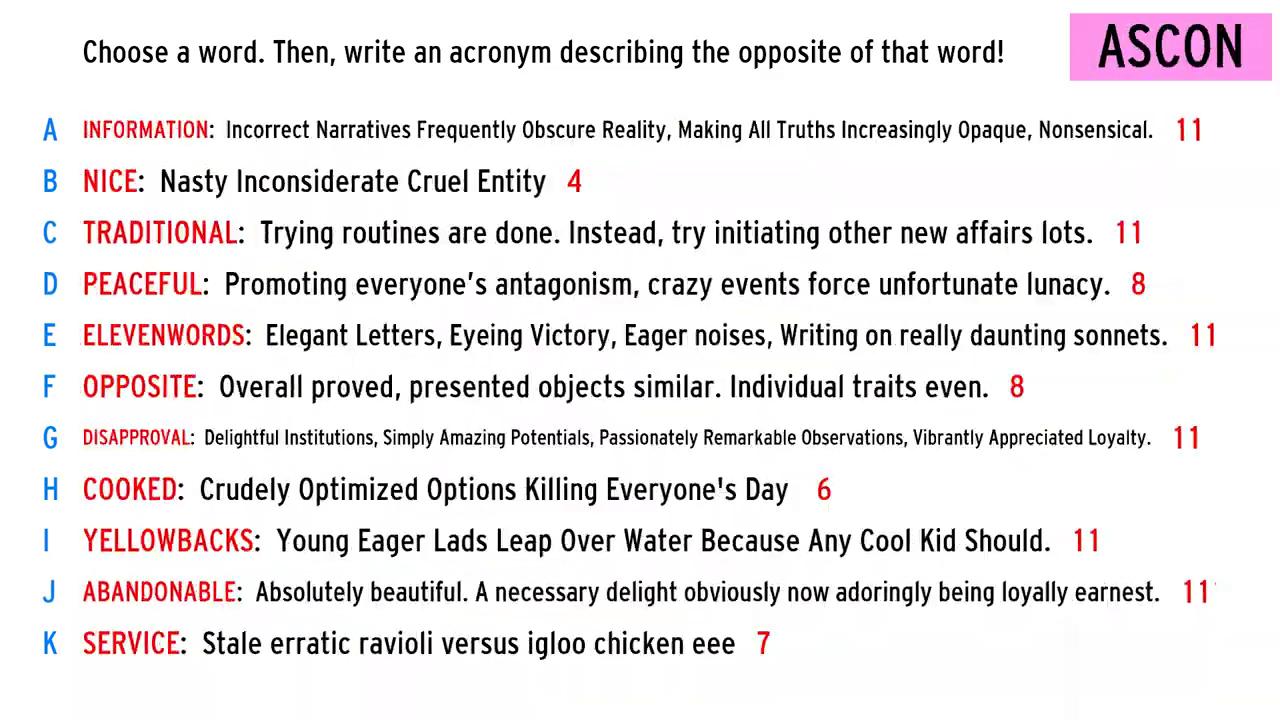 Choose a word. Then, write an acronym describing the opposite of that word!
ASCON
A INFORMATION: Incorrect Narratives Frequently Obscure Reality, Making All Truths Increasingly Opaque, Nonsensical. 11
B NICE: Nasty Inconsiderate Cruel Entity 4
C TRADITIONAL: Trying routines are done. Instead, try initiating other new affairs lots. 11
D PEACEFUL: Promoting everyone's antagonism, crazy events force unfortunate lunacy. 8
E ELEVENWORDS: Elegant Letters, Eyeing Victory, Eager noises, Writing on really daunting sonnets. 11
F OPPOSITE: Overall proved, presented objects similar. Individual traits even. 8
G DISAPPROVAL: Delightful Institutions, Simply Amazing Potentials, Passionately Remarkable Observations, Vibrantly Appreciated Loyalty. 11
H COOKED: Crudely Optimized Options Killing Everyone's Day 6
I YELLOWBACKS: Young Eager Lads Leap Over Water Because Any Cool Kid Should. 11
J ABANDONABLE: Absolutely beautiful. A necessary delight obviously now adoringly being loyally earnest. 11
K SERVICE: Stale erratic ravioli versus igloo chicken eee 7